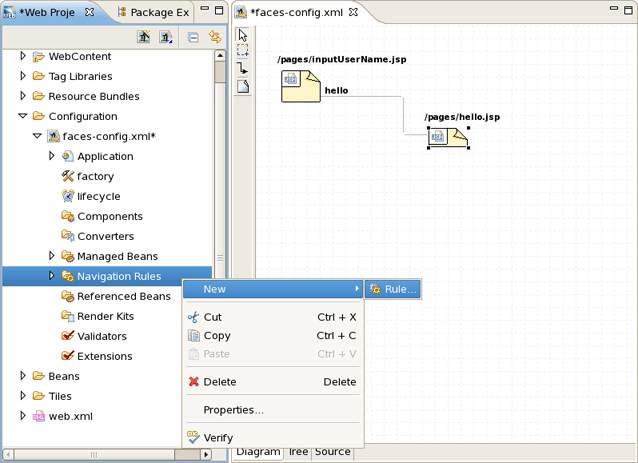 *Web Proje
Package Ex
WebContent
Tag Libraries
Resource Bundles
Configuration
faces-config.xml*
Application
factory
lifecycle
Components
Converters
Managed Beans
Navigation Rules
Referenced Beans
Render Kits
Validators
Extensions
Beans
Tiles
web.xml
*faces-config.xml
/pages/inputUserName.jsp
hello
/pages/hello.jsp
New
Rule...
Cut Ctrl + X
Copy Ctrl + C
Paste Ctrl + V
Delete Delete
Properties...
Verify
Diagram Tree Source